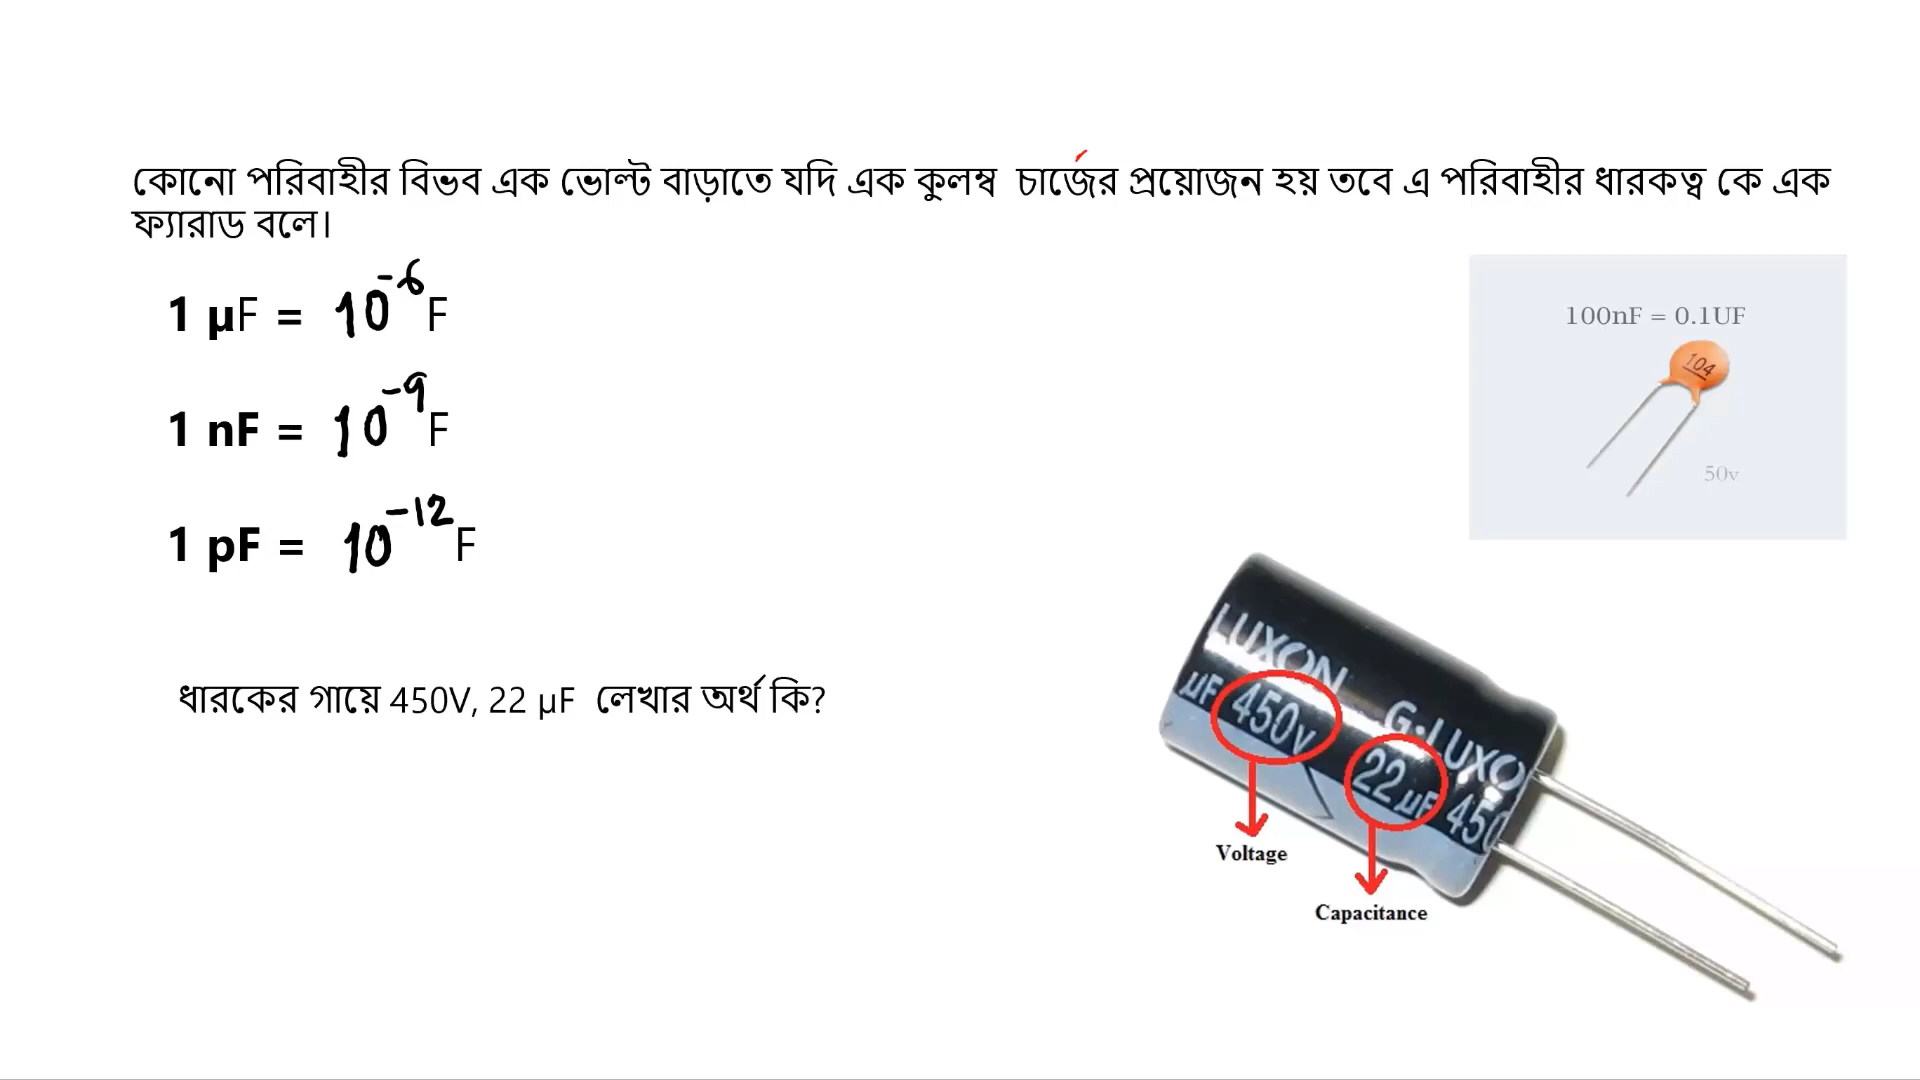 কোনো পরিবাহীর বিভব এক ভোল্ট বাড়াতে যদি এক কুলম্ব চার্জের প্রয়োজন হয় তবে এ পরিবাহীর ধারকত্ব কে এক
ফ্যারাড বলে।
1 μF = 10⁻⁶ F
1 nF = 10⁻⁹ F
1 pF = 10⁻¹² F
100nF = 0.1UF
104
50v
ধারকের গায়ে 450V, 22 μF লেখার অর্থ কি?
LUXON
μF 450v
G·LUXO
22 μF 450
Voltage
Capacitance